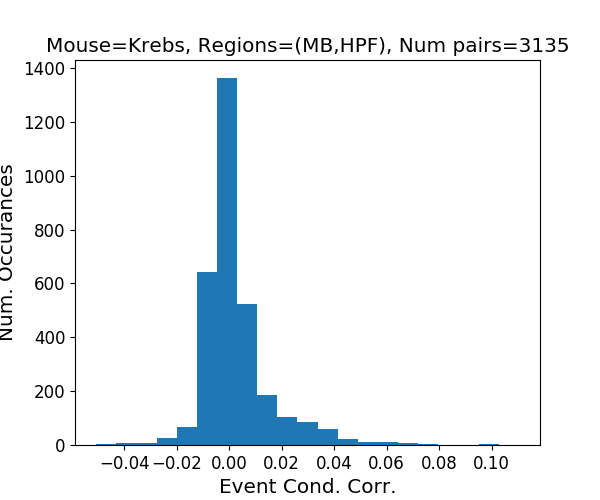 Mouse=Krebs, Regions=(MB,HPF), Num pairs=3135
1400
1200
1000
800
600
400
200
0
Num. Occurances
−0.04 −0.02 0.00 0.02 0.04 0.06 0.08 0.10
Event Cond. Corr.